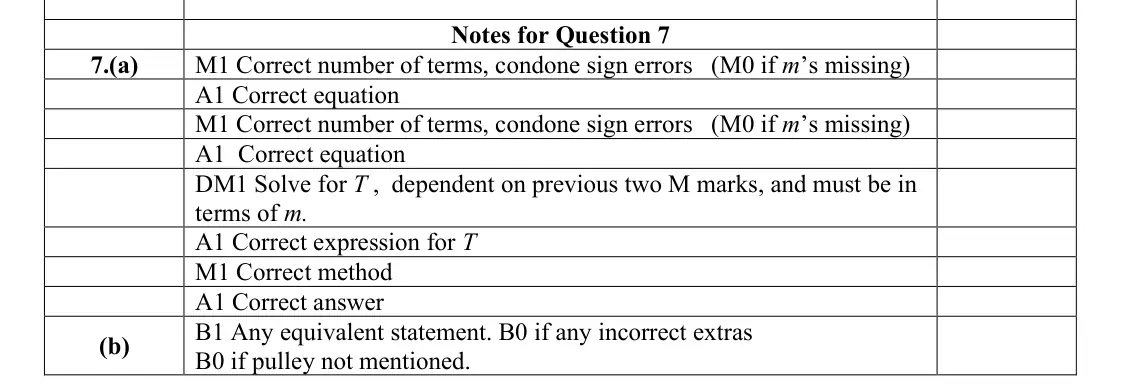 Notes for Question 7
7.(a) M1 Correct number of terms, condone sign errors (M0 if m’s missing)
A1 Correct equation
M1 Correct number of terms, condone sign errors (M0 if m’s missing)
A1 Correct equation
DM1 Solve for T , dependent on previous two M marks, and must be in
terms of m.
A1 Correct expression for T
M1 Correct method
A1 Correct answer
(b) B1 Any equivalent statement. B0 if any incorrect extras
B0 if pulley not mentioned.